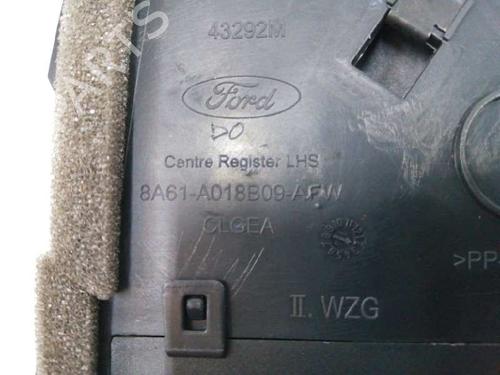 43292M
Ford
DO
Centre Register LHS
8A61-A018B09-AFW
CLGEA
>PP-
II. WZG